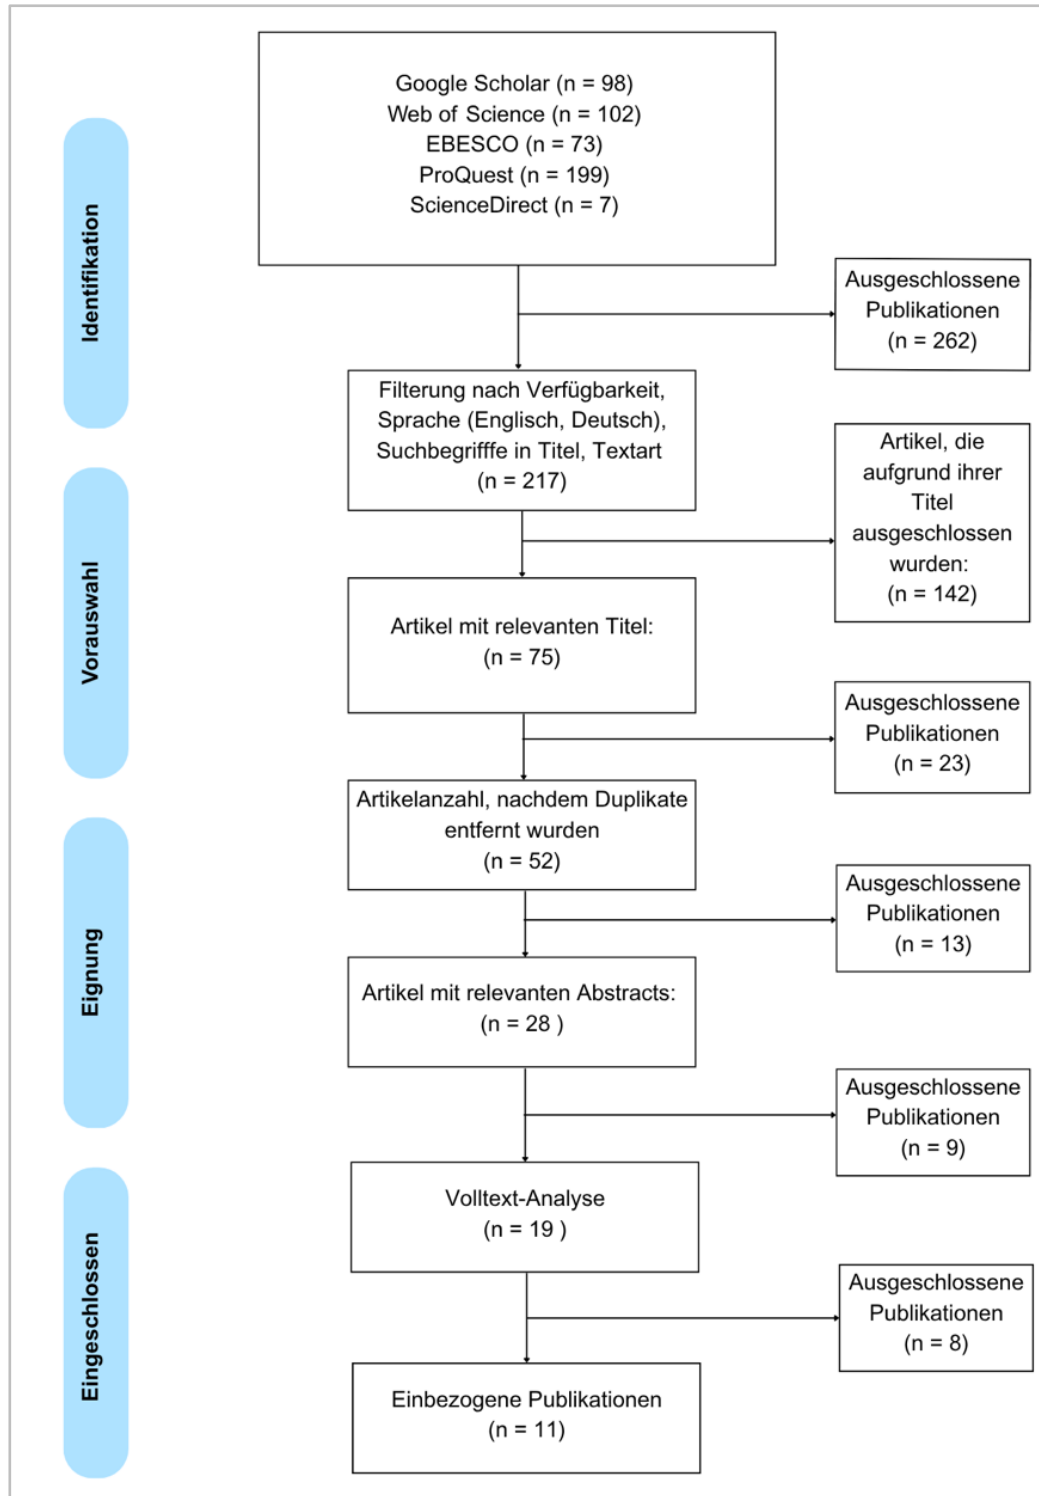 Google Scholar (n = 98)
Web of Science (n = 102)
EBESCO (n = 73)
ProQuest (n = 199)
ScienceDirect (n = 7)
Identifikation
Ausgeschlossene
Publikationen
(n = 262)
Filterung nach Verfügbarkeit,
Sprache (Englisch, Deutsch),
Suchbegrifffe in Titel, Textart
(n = 217)
Artikel, die
aufgrund ihrer
Titel
ausgeschlossen
wurden:
(n = 142)
Vorauswahl
Artikel mit relevanten Titel:
(n = 75)
Ausgeschlossene
Publikationen
(n = 23)
Artikelanzahl, nachdem Duplikate
entfernt wurden
(n = 52)
Eignung
Ausgeschlossene
Publikationen
(n = 13)
Artikel mit relevanten Abstracts:
(n = 28 )
Ausgeschlossene
Publikationen
(n = 9)
Eingeschlossen
Volltext-Analyse
(n = 19 )
Ausgeschlossene
Publikationen
(n = 8)
Einbezogene Publikationen
(n = 11)